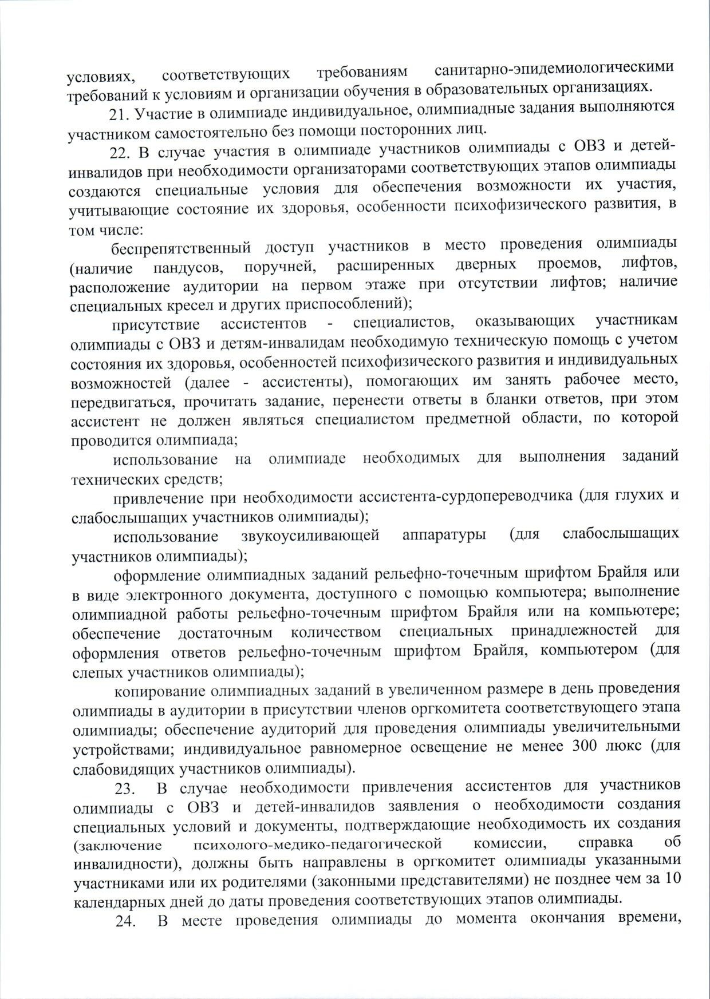 условиях, соответствующих требованиям санитарно-эпидемиологическими
требований к условиям и организации обучения в образовательных организациях.
21. Участие в олимпиаде индивидуальное, олимпиадные задания выполняются
участником самостоятельно без помощи посторонних лиц.
22. В случае участия в олимпиаде участников олимпиады с ОВЗ и детей-
инвалидов при необходимости организаторами соответствующих этапов олимпиады
создаются специальные условия для обеспечения возможности их участия,
учитывающие состояние их здоровья, особенности психофизического развития, в
том числе:
беспрепятственный доступ участников в место проведения олимпиады
(наличие пандусов, поручней, расширенных дверных проемов, лифтов,
расположение аудитории на первом этаже при отсутствии лифтов; наличие
специальных кресел и других приспособлений);
присутствие ассистентов - специалистов, оказывающих участникам
олимпиады с ОВЗ и детям-инвалидам необходимую техническую помощь с учетом
состояния их здоровья, особенностей психофизического развития и индивидуальных
возможностей (далее - ассистенты), помогающих им занять рабочее место,
передвигаться, прочитать задание, перенести ответы в бланки ответов, при этом
ассистент не должен являться специалистом предметной области, по которой
проводится олимпиада;
использование на олимпиаде необходимых для выполнения заданий
технических средств;
привлечение при необходимости ассистента-сурдопереводчика (для глухих и
слабослышащих участников олимпиады);
использование звукоусиливающей аппаратуры (для слабослышащих
участников олимпиады);
оформление олимпиадных заданий рельефно-точечным шрифтом Брайля или
в виде электронного документа, доступного с помощью компьютера; выполнение
олимпиадной работы рельефно-точечным шрифтом Брайля или на компьютере;
обеспечение достаточным количеством специальных принадлежностей для
оформления ответов рельефно-точечным шрифтом Брайля, компьютером (для
слепых участников олимпиады);
копирование олимпиадных заданий в увеличенном размере в день проведения
олимпиады в аудитории в присутствии членов оргкомитета соответствующего этапа
олимпиады; обеспечение аудиторий для проведения олимпиады увеличительными
устройствами; индивидуальное равномерное освещение не менее 300 люкс (для
слабовидящих участников олимпиады).
23. В случае необходимости привлечения ассистентов для участников
олимпиады с ОВЗ и детей-инвалидов заявления о необходимости создания
специальных условий и документы, подтверждающие необходимость их создания
(заключение психолого-медико-педагогической комиссии, справка об
инвалидности), должны быть направлены в оргкомитет олимпиады указанными
участниками или их родителями (законными представителями) не позднее чем за 10
календарных дней до даты проведения соответствующих этапов олимпиады.
24. В месте проведения олимпиады до момента окончания времени,